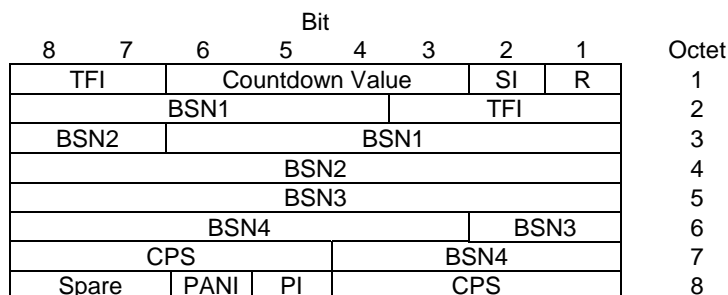 Bit
8 7 6 5 4 3 2 1 Octet
TFI Countdown Value SI R 1
BSN1 TFI 2
BSN2 BSN1 3
BSN2 4
BSN3 5
BSN4 BSN3 6
CPS BSN4 7
Spare PANI PI CPS 8